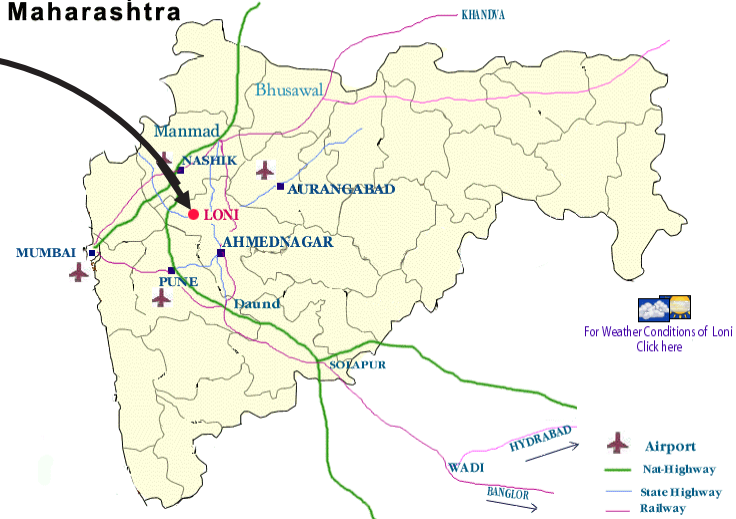 Maharashtra
KHANDVA
Bhusawal
Manmad
NASHIK
AURANGABAD
LONI
MUMBAI
AHMEDNAGAR
PUNE
Daund
For Weather Conditions of Loni
Click here
SOLAPUR
HYDRABAD
WADI
BANGLOR
Airport
Nat-Highway
State Highway
Railway